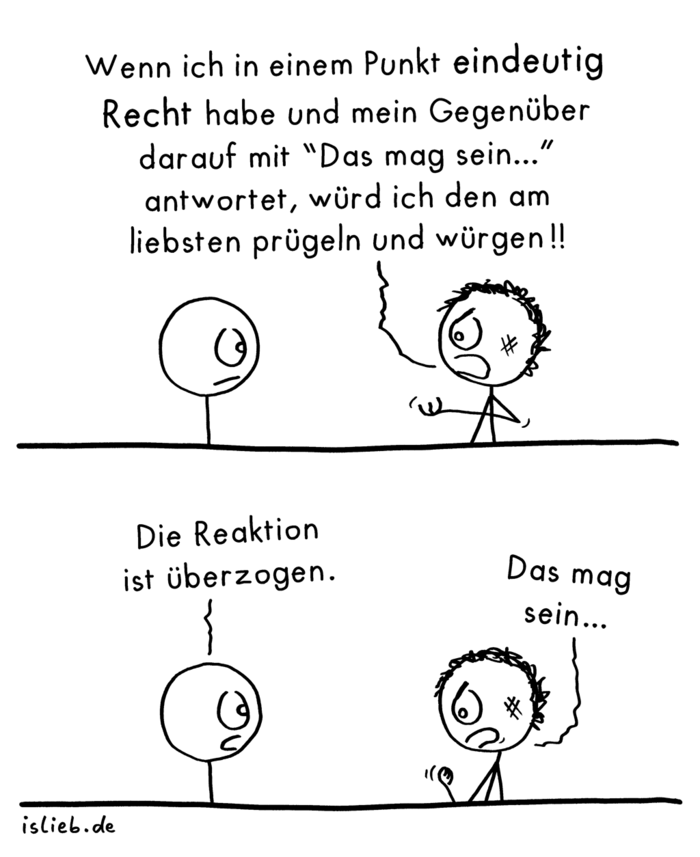 Wenn ich in einem Punkt eindeutig
Recht habe und mein Gegenüber
darauf mit “Das mag sein...”
antwortet, würd ich den am
liebsten prügeln und würgen!!
Die Reaktion
ist überzogen.
Das mag
sein...
islieb.de